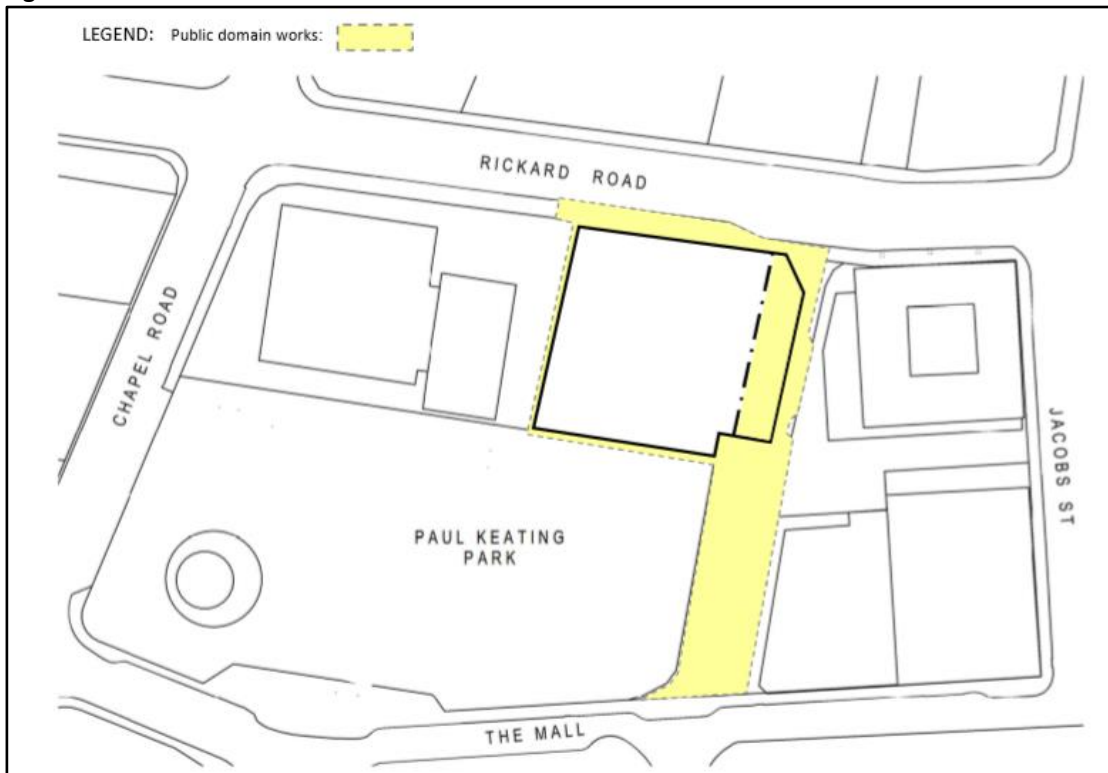 LEGEND: Public domain works:
RICKARD ROAD
CHAPEL ROAD
JACOBS ST
PAUL KEATING
PARK
THE MALL